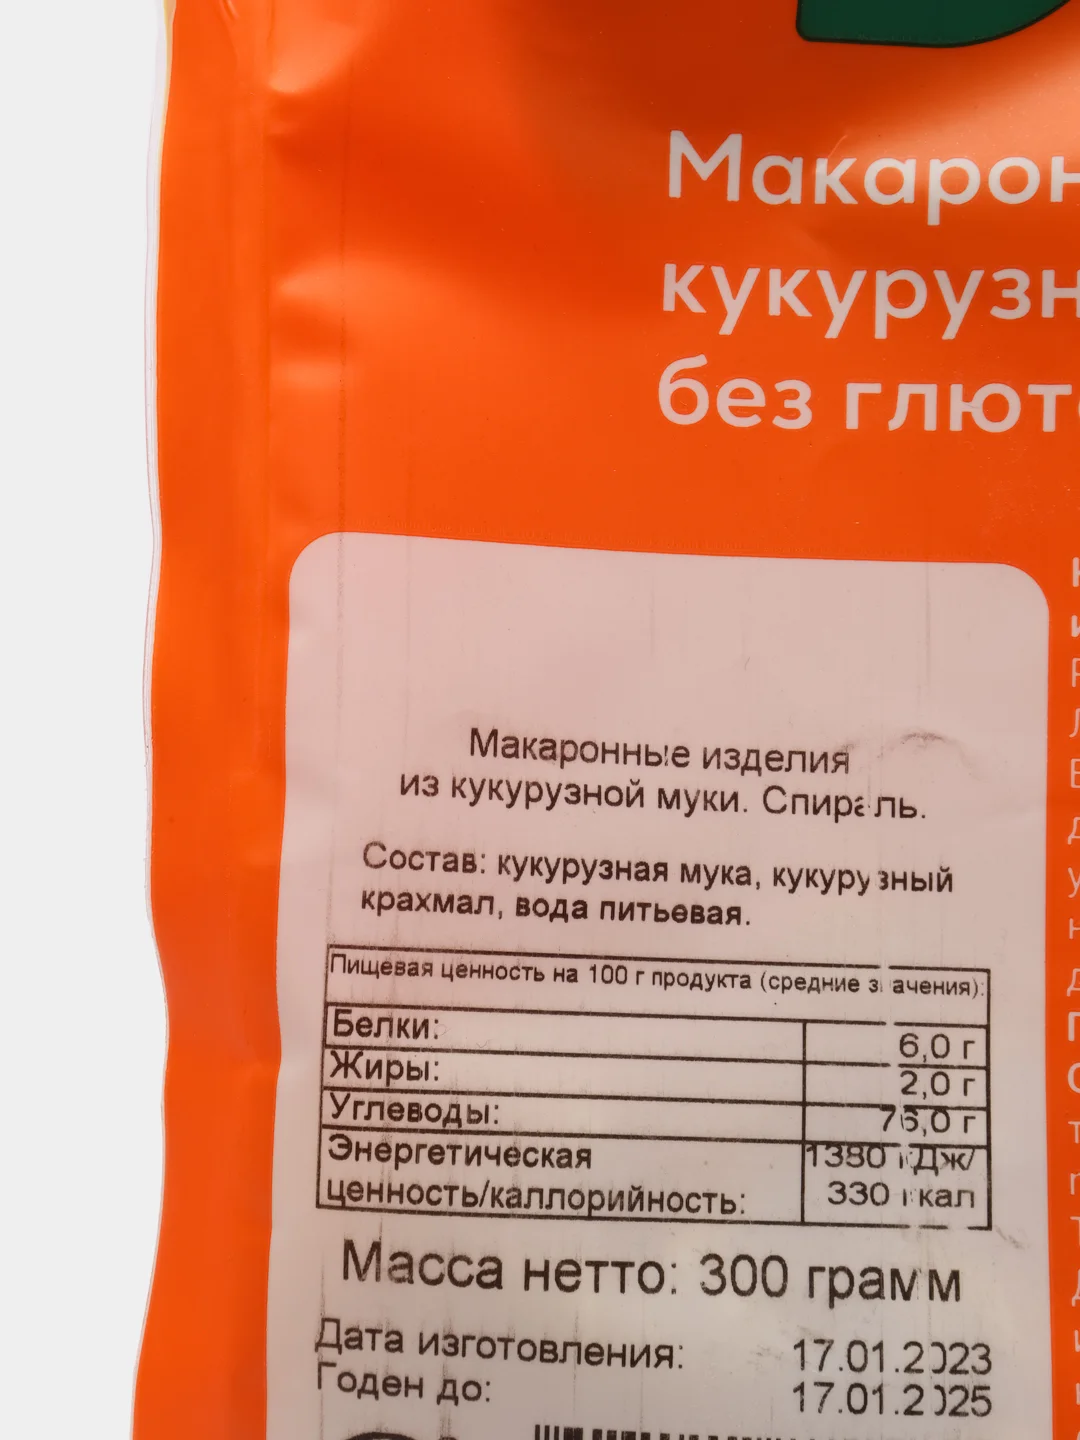 Макарон
кукурзн
без глют
Макаронные изделия
из кукурузной муки. Спираль.
Состав: кукурузная мука, кукурузный
крахмал, вода питьевая.
Пищевая ценность на 100 г продукта (средние значения):
Белки: 6,0 г
Жиры: 2,0 г
Углеводы: 76,0 г
Энергетическая 1380 кДж/
ценность/каллорийность: 330 ккал
Масса нетто: 300 грамм
Дата изготовления: 17.01.2023
Годен до: 17.01.2025